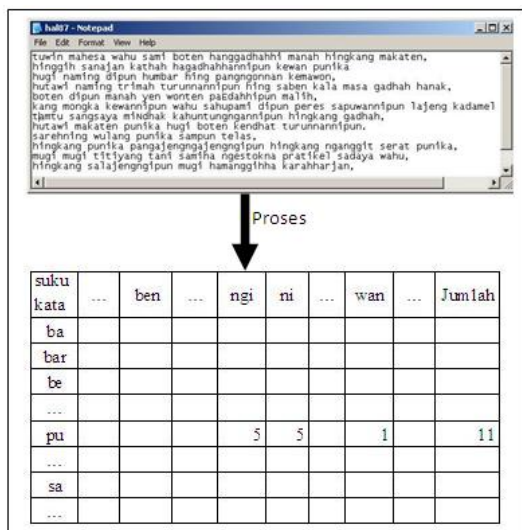 hal07 - Notepad
File Edit Format View Help
tuwin mahesa wahu sami boten hanggadhahhi manah hingkang makaten,
hinggih sanajan kathah hagadhahhannipun kewan punika
hugi naming dipun humbar hing pangngonnan kemawon,
hutawi naming trimah turunnannipun hing saben kala masa gadhah hanak,
boten dipun manah yen wonten paEdahhipun malih,
kang mongka kewannipun wahu sahupami dipun peres sapuwannipun lajeng kadamel
tamtu sangsaya miNdhak kahuntungngannipun hingkang gadhah,
hutawi makaten punika hugi boten kendhat turunnannipun.
sarehning wulang punika sampun telas,
hingkang punika pangajengngajengngipun hingkang nganggit serat punika,
mugi mugi titiyang tani samiha ngestokna pratikel sadaya wahu,
hingkang salajengngipun mugi hamanggihha karahharjan,
Proses
suku kata ... ben ... ngi ni ... wan ... Jumlah
ba
bar
be
...
pu 5 5 1 11
...
sa
...